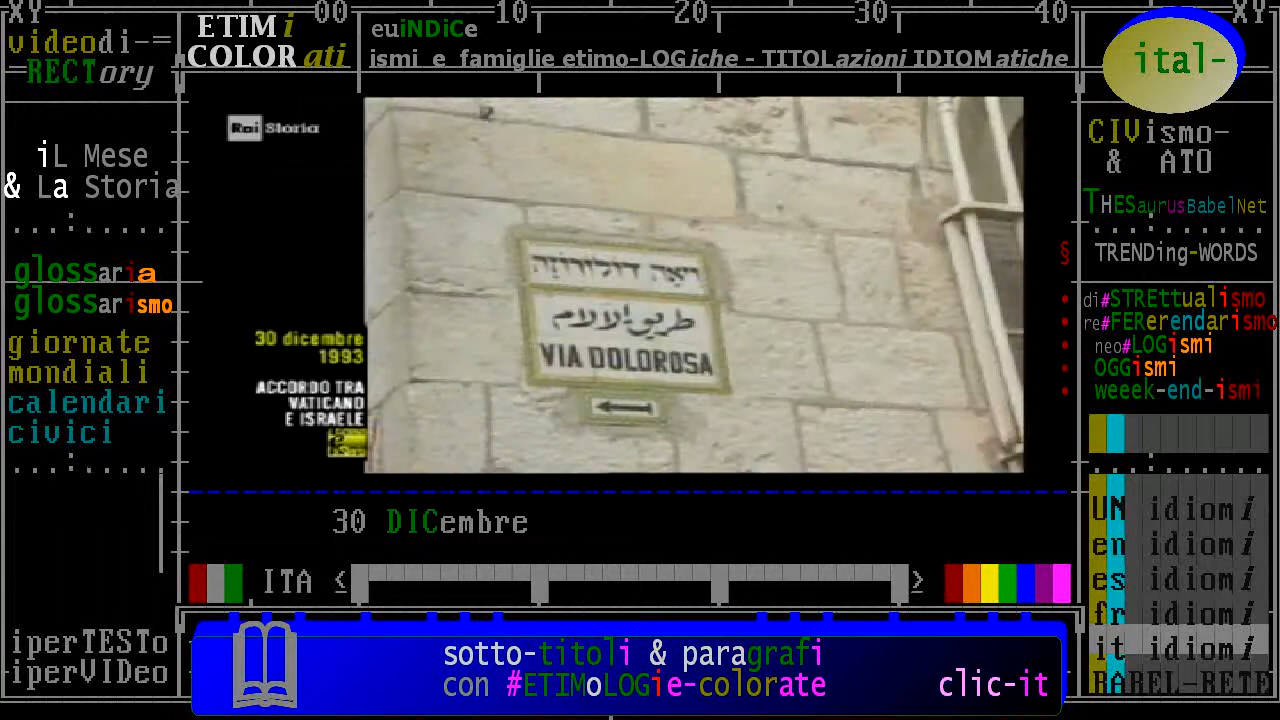 XY 00 10 20 30 40 XY
videodi-=
RECTory
ETIMi
COLORati
euiNDiCe
ismi e famiglie etimo-LOGiche - TITOLazioni IDIOMatiche
ital-
Rai Storia
iL Mese
& La Storia
glossaria
glossarismo
giornate
mondiali
calendari
civici
iperTESTo
iperVIDeo
ויאה דולורוזה
طريق الالام
VIA DOLOROSA
30 dicembre
1993
ACCORDO TRA
VATICANO
E ISRAELE
30 DICembre
ITA
sotto-titoli & paragrafi
con #ETIMoLOGie-colorate
clic-it
CIVismo-
& ATO
THESaurusBabelNet
TRENDing-WORDS
§
di#STREttualismo
re#FERerendarismo
neo#LOGismi
OGGismi
weeek-end-ismi
UN idiomi
en idiomi
es idiomi
fr idiomi
it idiomi
BABEL-RETE